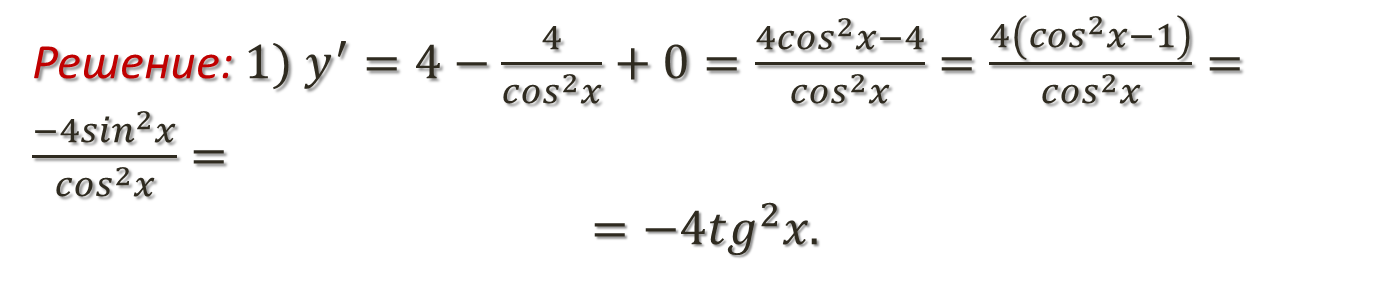 Решение: 1) y′ = 4 − 4/cos²x + 0 = 4cos²x−4/cos²x = 4(cos²x−1)/cos²x =
−4sin²x/cos²x =
= −4tg²x.